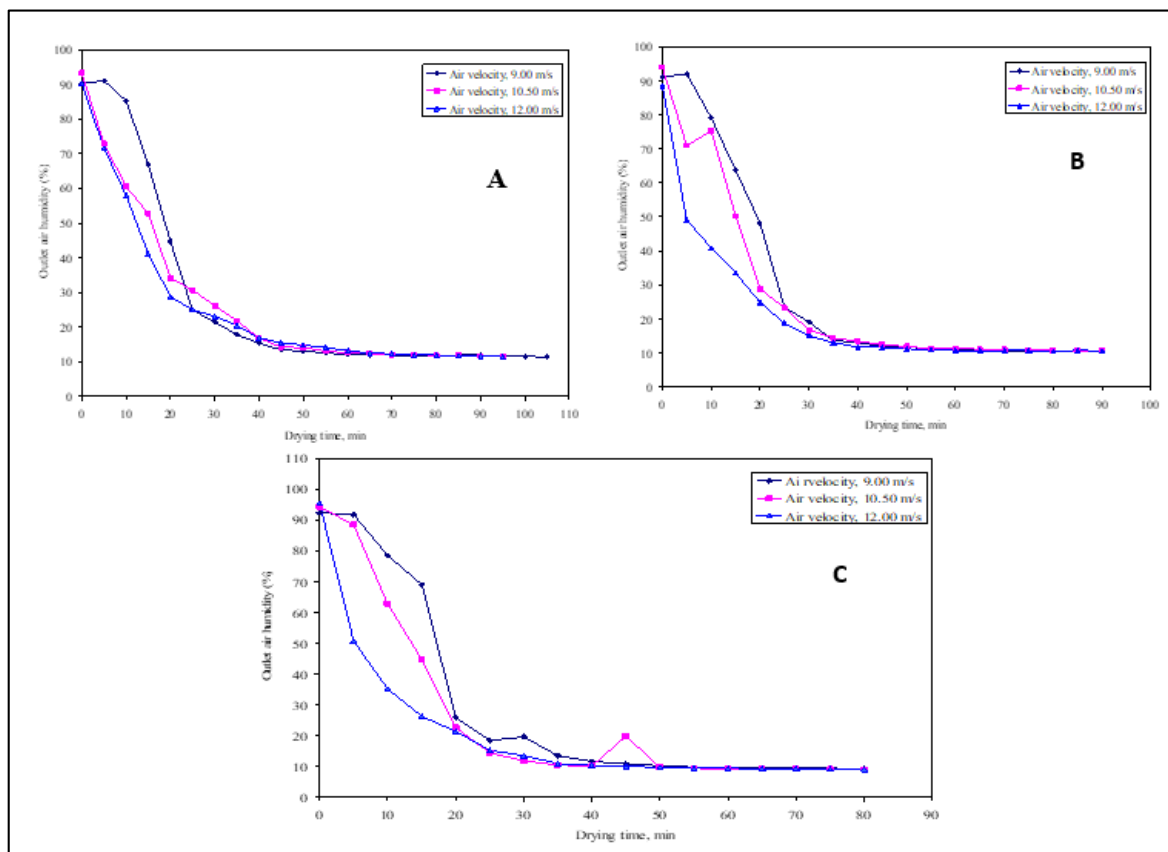 100
90
80
70
60
50
40
30
20
10
0
Outlet air humidity (%)
Air velocity, 9.00 m/s
Air velocity, 10.50 m/s
Air velocity, 12.00 m/s
A
0 10 20 30 40 50 60 70 80 90 100 110
Drying time, min
100
90
80
70
60
50
40
30
20
10
0
Outlet air humidity (%)
Air velocity, 9.00 m/s
Air velocity, 10.50 m/s
Air velocity, 12.00 m/s
B
0 10 20 30 40 50 60 70 80 90 100
Drying time, min
110
100
90
80
70
60
50
40
30
20
10
0
Outlet air humidity (%)
Ai rvelocity, 9.00 m/s
Air velocity, 10.50 m/s
Air velocity, 12.00 m/s
C
0 10 20 30 40 50 60 70 80 90
Drying time, min